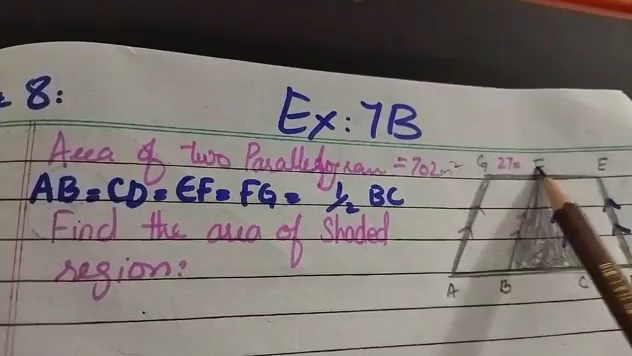 8:
Ex: 7B
Area of two Parallelogram = 702m²
AB = CD = EF = FG = 1/2 BC
Find the area of Shaded
region:
G 27m F E
A B C